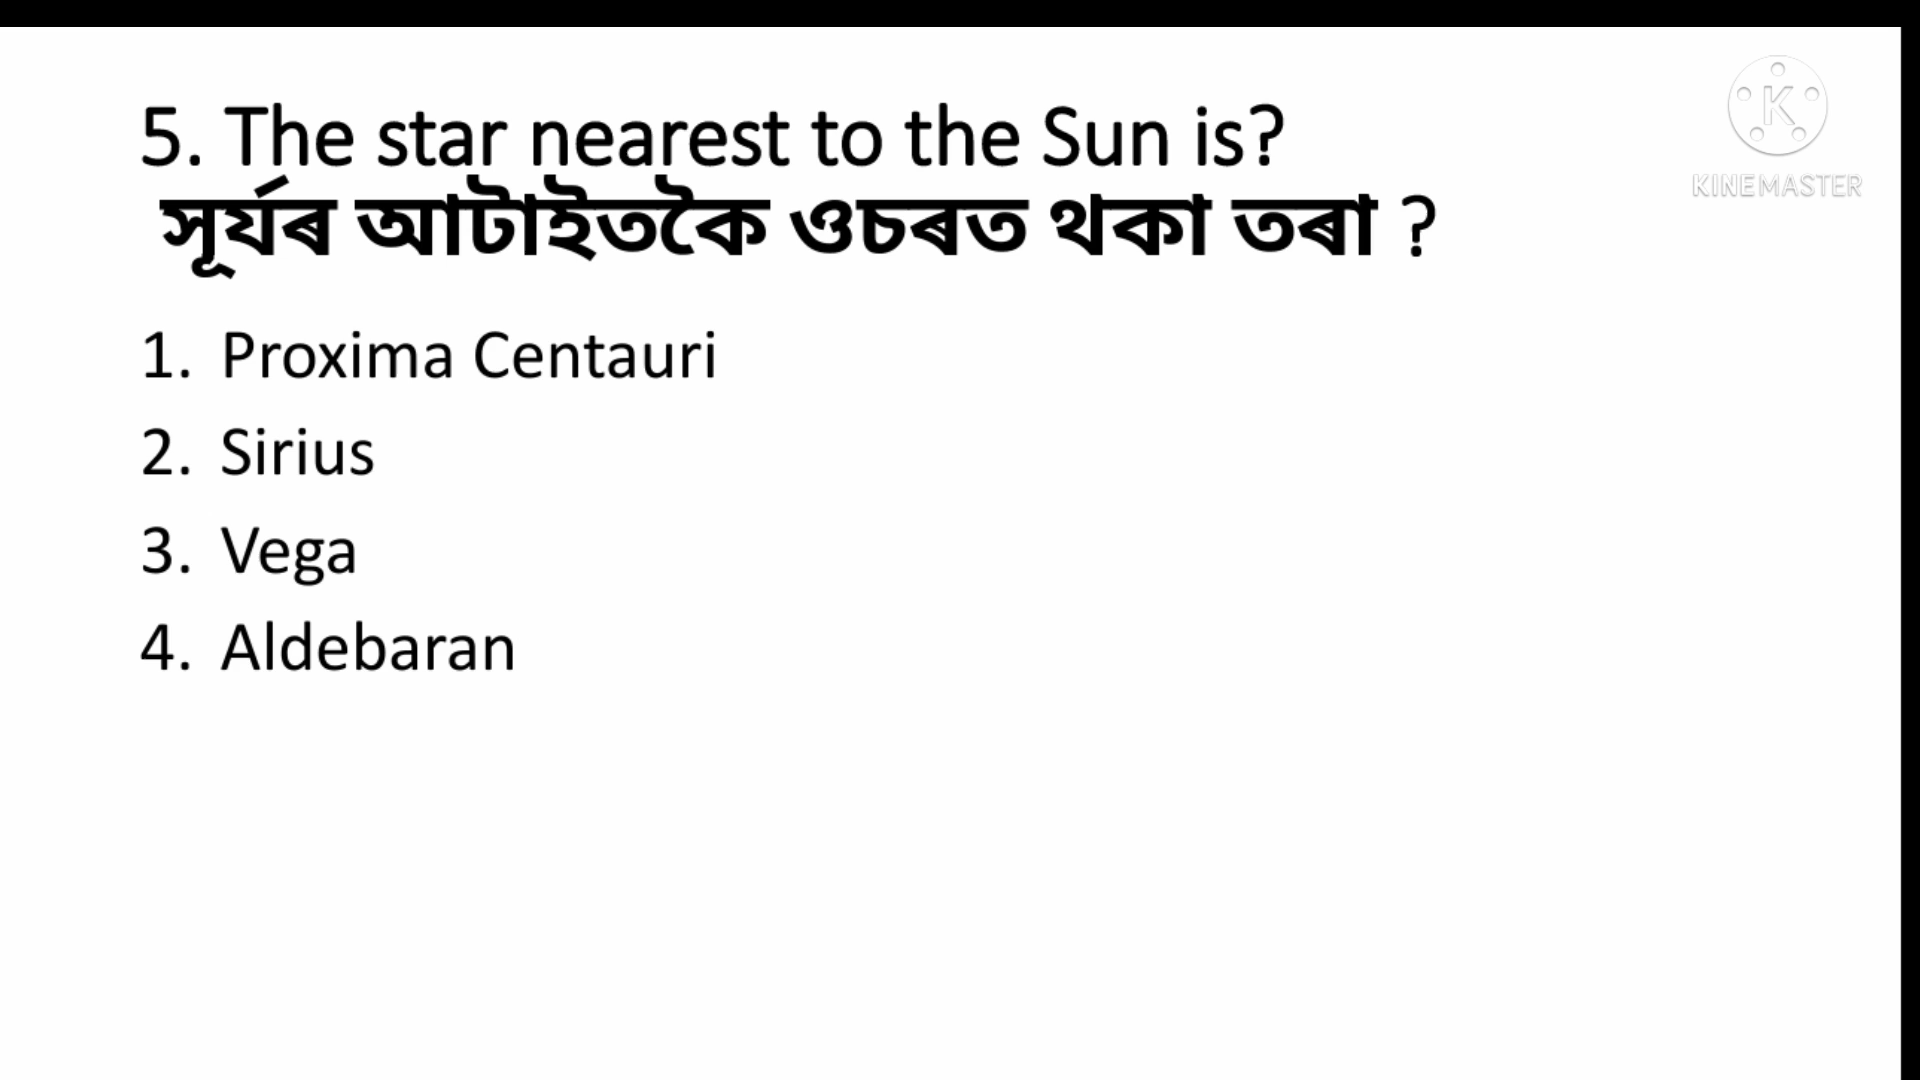 5. The star nearest to the Sun is?
সূৰ্যৰ আটাইতকৈ ওচৰত থকা তৰা ?
1. Proxima Centauri
2. Sirius
3. Vega
4. Aldebaran
K
KINEMASTER